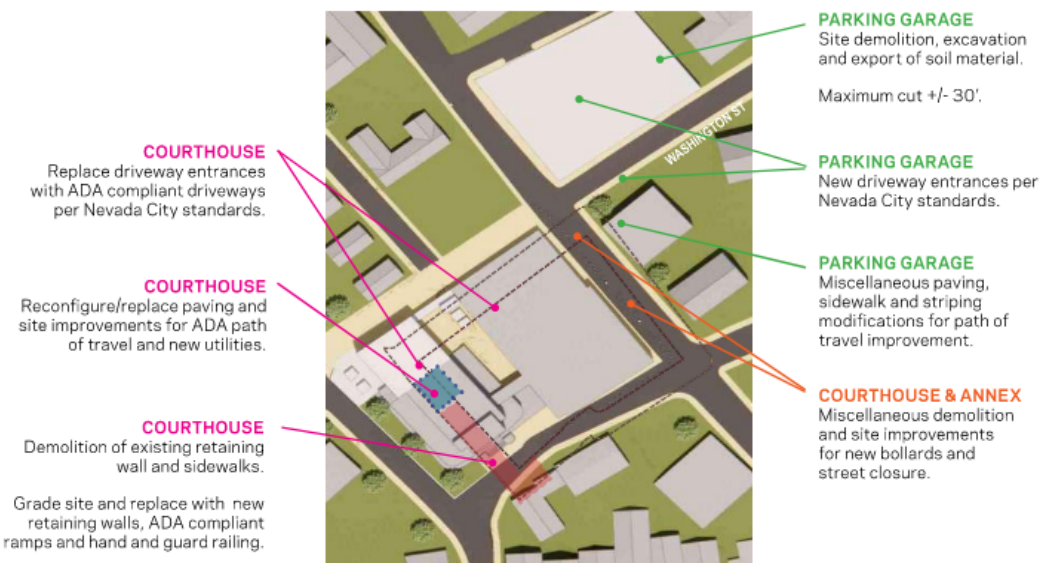 COURTHOUSE
Replace driveway entrances
with ADA compliant driveways
per Nevada City standards.
COURTHOUSE
Reconfigure/replace paving and
site improvements for ADA path
of travel and new utilities.
COURTHOUSE
Demolition of existing retaining
wall and sidewalks.
Grade site and replace with new
retaining walls, ADA compliant
ramps and hand and guard railing.
WASHINGTON ST
PARKING GARAGE
Site demolition, excavation
and export of soil material.
Maximum cut +/- 30'.
PARKING GARAGE
New driveway entrances per
Nevada City standards.
PARKING GARAGE
Miscellaneous paving,
sidewalk and striping
modifications for path of
travel improvement.
COURTHOUSE & ANNEX
Miscellaneous demolition
and site improvements
for new bollards and
street closure.